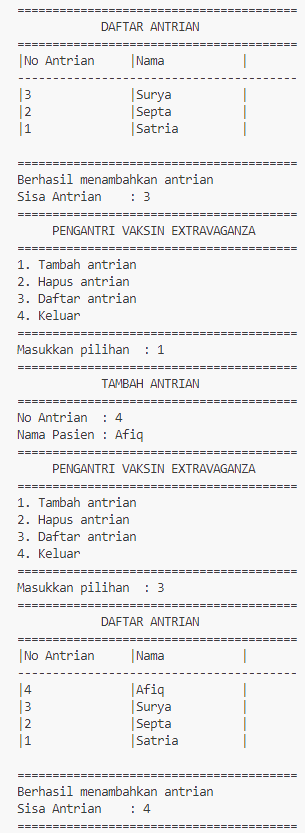 ========================================
DAFTAR ANTRIAN
========================================
|No Antrian     |Nama           |
----------------------------------------
|3              |Surya          |
|2              |Septa          |
|1              |Satria         |
========================================
Berhasil menambahkan antrian
Sisa Antrian    : 3
========================================
PENGANTRI VAKSIN EXTRAVAGANZA
========================================
1. Tambah antrian
2. Hapus antrian
3. Daftar antrian
4. Keluar
========================================
Masukkan pilihan  : 1
========================================
TAMBAH ANTRIAN
========================================
No Antrian  : 4
Nama Pasien : Afiq
========================================
PENGANTRI VAKSIN EXTRAVAGANZA
========================================
1. Tambah antrian
2. Hapus antrian
3. Daftar antrian
4. Keluar
========================================
Masukkan pilihan  : 3
========================================
DAFTAR ANTRIAN
========================================
|No Antrian     |Nama           |
----------------------------------------
|4              |Afiq           |
|3              |Surya          |
|2              |Septa          |
|1              |Satria         |
========================================
Berhasil menambahkan antrian
Sisa Antrian    : 4
========================================